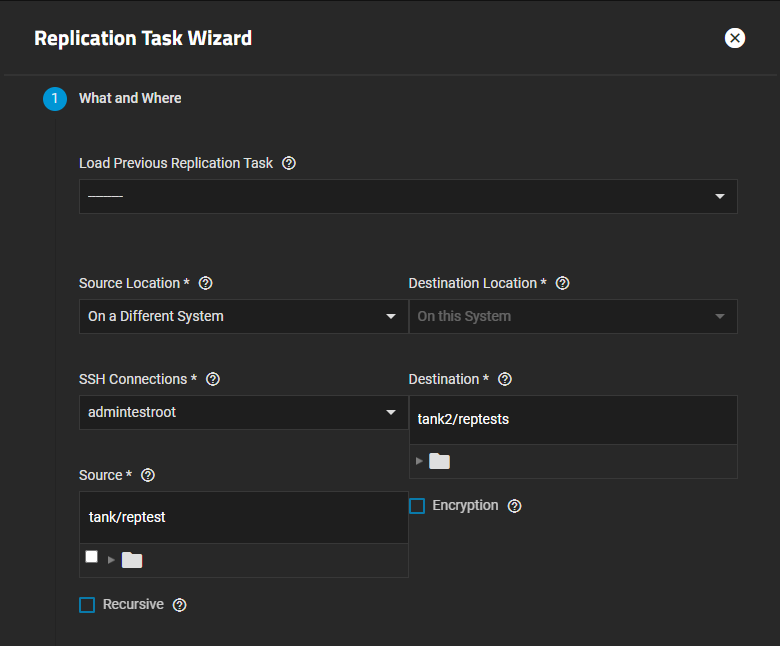 Replication Task Wizard
1 What and Where
Load Previous Replication Task ?
---------
Source Location * ?
Destination Location * ?
On a Different System
On this System
SSH Connections * ?
Destination * ?
admintestroot
tank2/reptests
Source * ?
Encryption ?
tank/reptest
Recursive ?